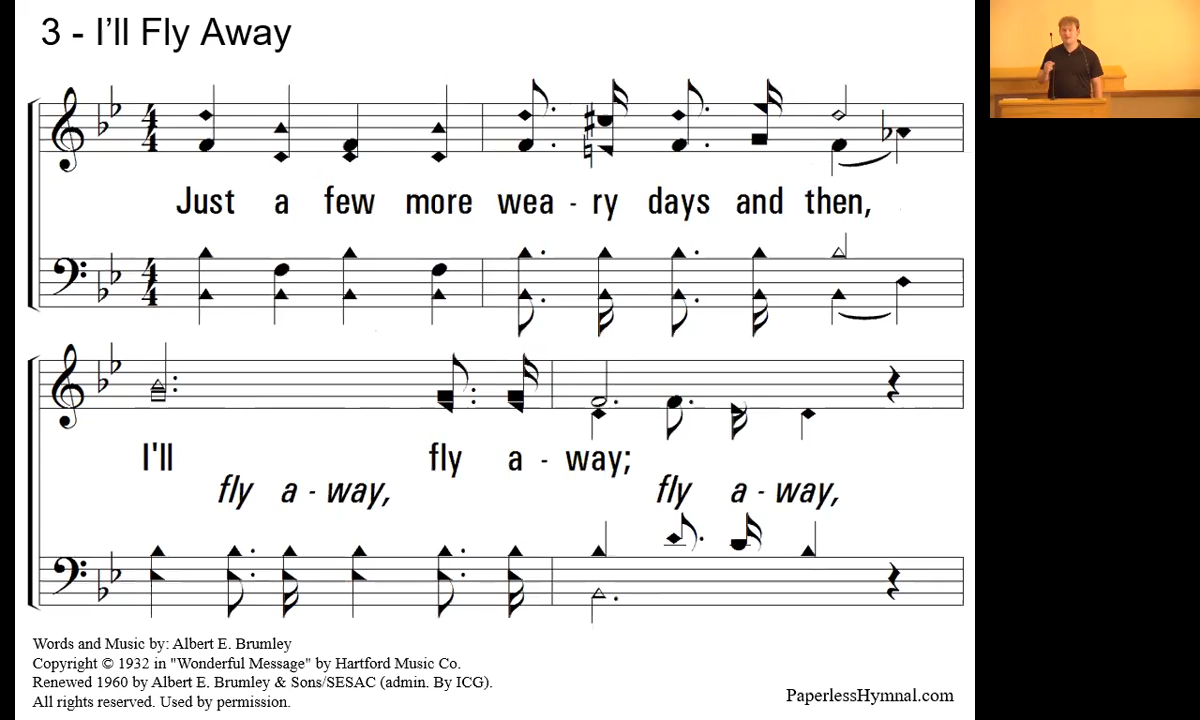 3 - I'll Fly Away
Just a few more wea - ry days and then,
I'll fly a - way;
fly a - way, fly a - way,
Words and Music by: Albert E. Brumley
Copyright © 1932 in "Wonderful Message" by Hartford Music Co.
Renewed 1960 by Albert E. Brumley & Sons/SESAC (admin. By ICG).
All rights reserved. Used by permission.
PaperlessHymnal.com